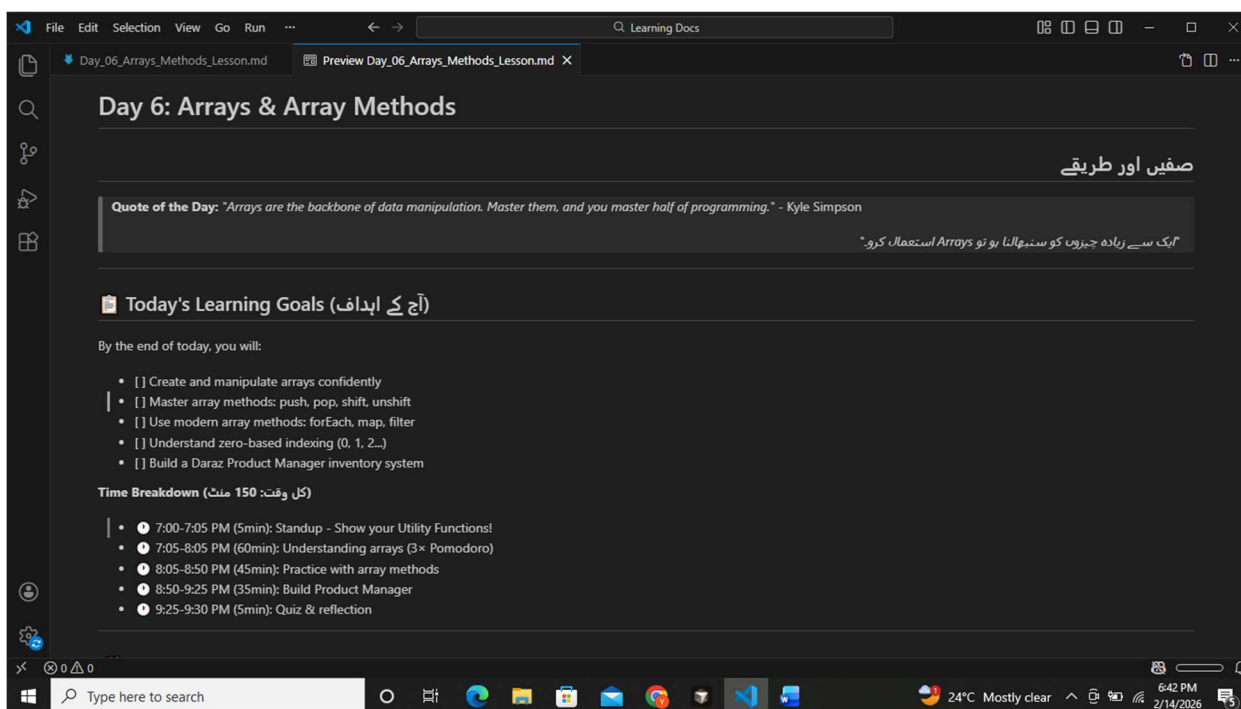 File Edit Selection View Go Run ··· Learning Docs
Day_06_Arrays_Methods_Lesson.md Preview Day_06_Arrays_Methods_Lesson.md
Day 6: Arrays & Array Methods
صفیں اور طریقے
Quote of the Day: "Arrays are the backbone of data manipulation. Master them, and you master half of programming." - Kyle Simpson
"ایک سے زیادہ چیزوں کو سنبھالنا ہو تو Arrays استعمال کرو۔"
📋 Today's Learning Goals (آج کے اہداف)
By the end of today, you will:
• [ ] Create and manipulate arrays confidently
• [ ] Master array methods: push, pop, shift, unshift
• [ ] Use modern array methods: forEach, map, filter
• [ ] Understand zero-based indexing (0, 1, 2...)
• [ ] Build a Daraz Product Manager inventory system
Time Breakdown (کل وقت: 150 منٹ)
• 🕐 7:00-7:05 PM (5min): Standup - Show your Utility Functions!
• 🕐 7:05-8:05 PM (60min): Understanding arrays (3× Pomodoro)
• 🕐 8:05-8:50 PM (45min): Practice with array methods
• 🕐 8:50-9:25 PM (35min): Build Product Manager
• 🕐 9:25-9:30 PM (5min): Quiz & reflection
0 0
Type here to search 24°C Mostly clear 6:42 PM
2/14/2026 5